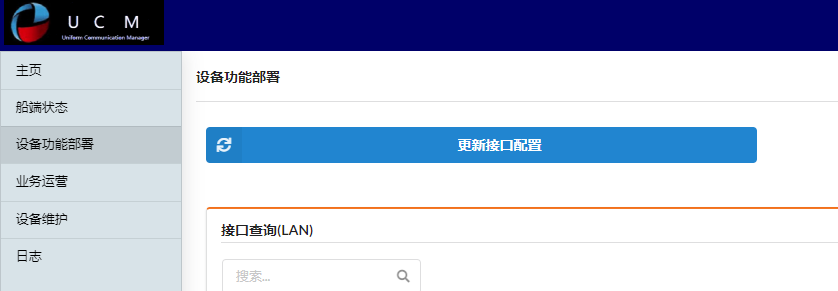 U C M
Uniform Communication Manager
主页
船端状态
设备功能部署
业务运营
设备维护
日志
设备功能部署
更新接口配置
接口查询(LAN)
搜索...